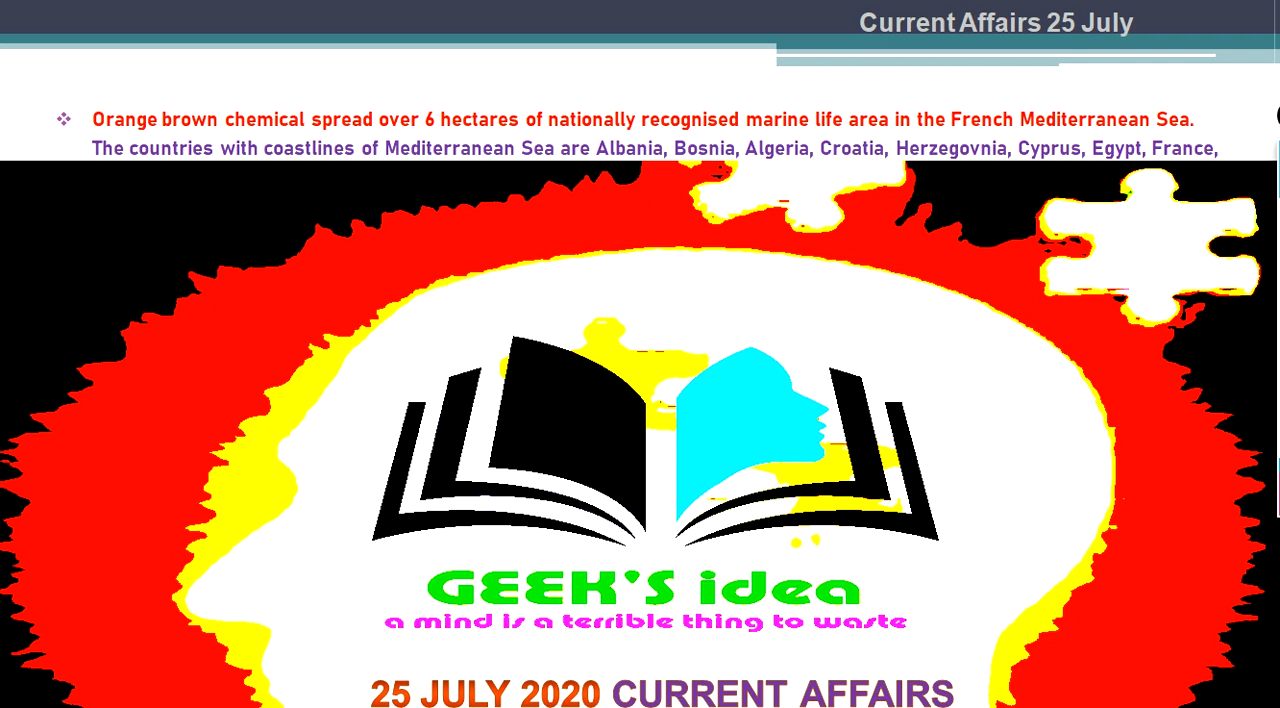 Current Affairs 25 July
Orange brown chemical spread over 6 hectares of nationally recognised marine life area in the French Mediterranean Sea.
The countries with coastlines of Mediterranean Sea are Albania, Bosnia, Algeria, Croatia, Herzegovnia, Cyprus, Egypt, France,
GEEK'S idea
a mind is a terrible thing to waste
25 JULY 2020 CURRENT AFFAIRS